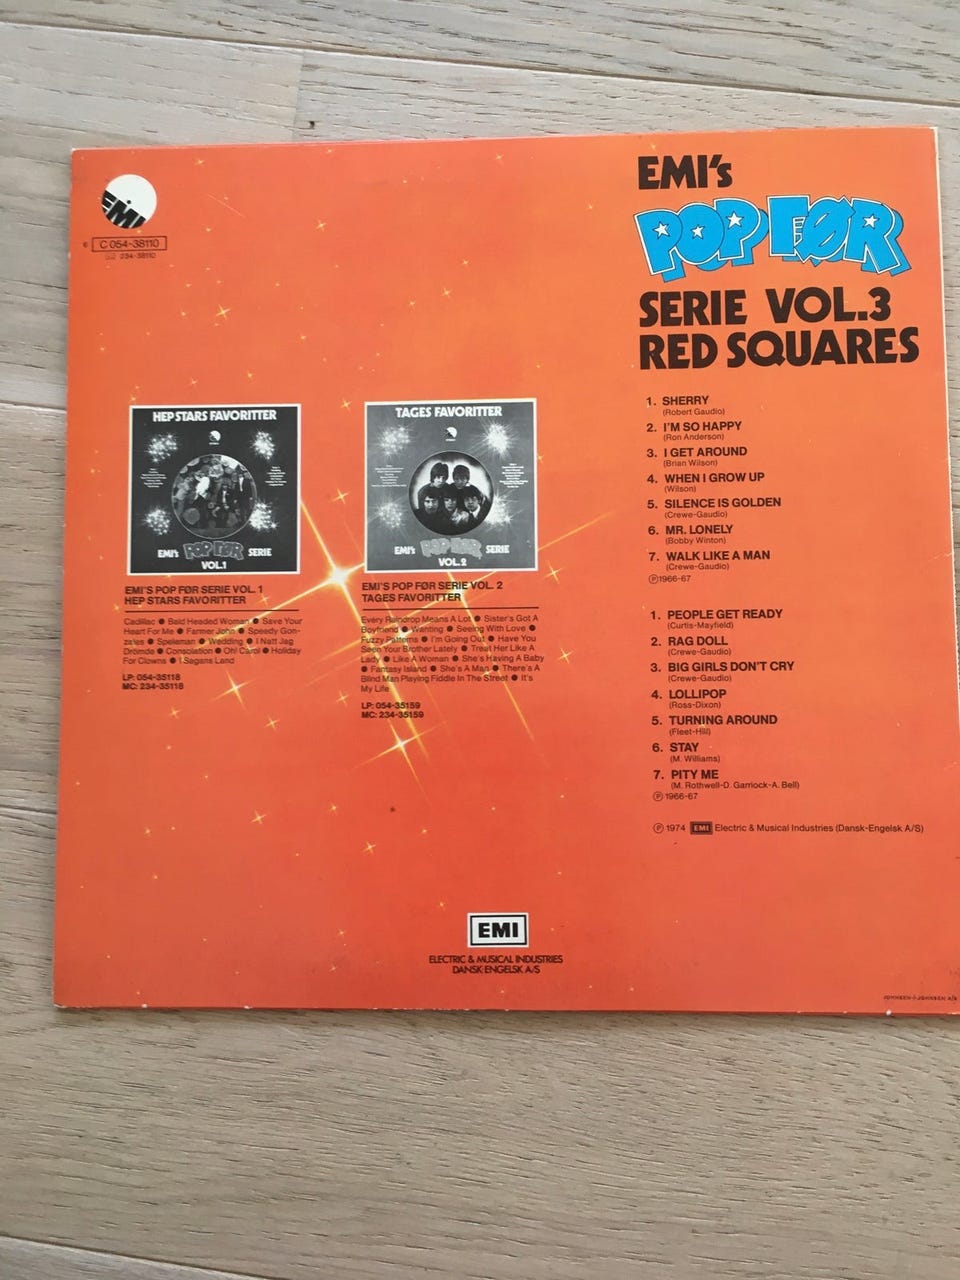 EMI
C 054-38110
234-38110
EMI's
POP FØR
SERIE VOL.3
RED SQUARES
1. SHERRY
(Robert Gaudio)
2. I'M SO HAPPY
(Ron Anderson)
3. I GET AROUND
(Brian Wilson)
4. WHEN I GROW UP
(Wilson)
5. SILENCE IS GOLDEN
(Crewe-Gaudio)
6. MR. LONELY
(Bobby Winton)
7. WALK LIKE A MAN
(Crewe-Gaudio)
Ⓟ1966-67
1. PEOPLE GET READY
(Curtis-Mayfield)
2. RAG DOLL
(Crewe-Gaudio)
3. BIG GIRLS DON'T CRY
(Crewe-Gaudio)
4. LOLLIPOP
(Ross-Dixon)
5. TURNING AROUND
(Fleet-Hill)
6. STAY
(M. Williams)
7. PITY ME
(M. Rothwell-D. Garriock-A. Bell)
Ⓟ 1966-67
Ⓟ 1974 EMI Electric & Musical Industries (Dansk-Engelsk A/S)
HEP STARS FAVORITTER
EMI's POP FØR SERIE
VOL.1
EMI'S POP FØR SERIE VOL. 1
HEP STARS FAVORITTER
Cadillac ● Bald Headed Woman ● Save Your
Heart For Me ● Farmer John ● Speedy Gon-
zales ● Speleman ● Wedding ● I Natt Jag
Drömde ● Consolation ● Oh! Carol ● Holiday
For Clowns ● I Sagans Land
LP: 054-35118
MC: 234-35118
TAGES FAVORITTER
EMI's POP FØR SERIE
VOL.2
EMI'S POP FØR SERIE VOL. 2
TAGES FAVORITTER
Every Raindrop Means A Lot ● Sister's Got A
Boyfriend ● Wanting ● Seeing With Love ●
Fuzzy Patterns ● I'm Going Out ● Have You
Seen Your Brother Lately ● Treat Her Like A
Lady ● Like A Woman ● She's Having A Baby
● Fantasy Island ● She's A Man ● There's A
Blind Man Playing Fiddle In The Street ● It's
My Life
LP: 054-35159
MC: 234-35159
EMI
ELECTRIC & MUSICAL INDUSTRIES
DANSK-ENGELSK A/S
JOHNSEN+JOHNSEN A/S